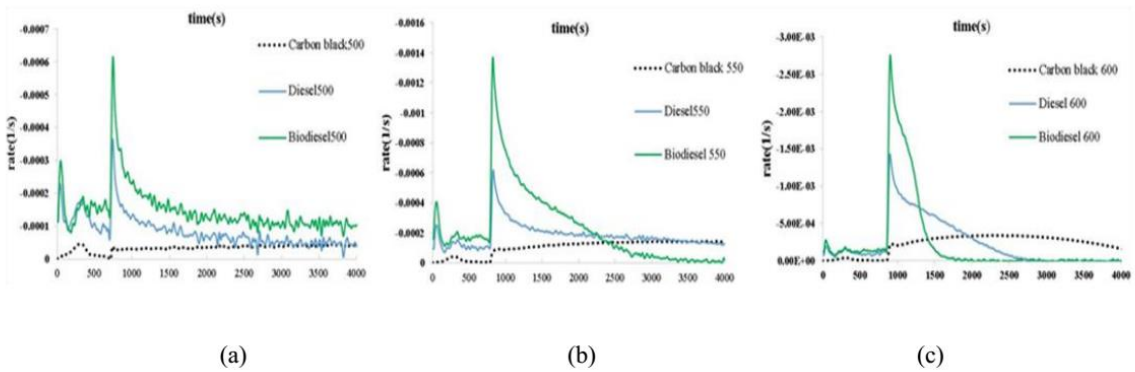 time(s)
-0.0007
-0.0006
-0.0005
-0.0004
-0.0003
-0.0002
-0.0001
0
rate(1/s)
Carbon black500
Diesel500
Biodiesel500
0 500 1000 1500 2000 2500 3000 3500 4000
(a)
time(s)
-0.0016
-0.0014
-0.0012
-0.001
-0.0008
-0.0006
-0.0004
-0.0002
0
rate(1/s)
Carbon black 550
Diesel550
Biodiesel 550
0 500 1000 1500 2000 2500 3000 3500 4000
(b)
time(s)
-3.00E-03
-2.50E-03
-2.00E-03
-1.50E-03
-1.00E-03
-5.00E-04
0.00E+00
rate(1/s)
Carbon black 600
Diesel 600
Biodiesel 600
0 500 1000 1500 2000 2500 3000 3500 4000
(c)